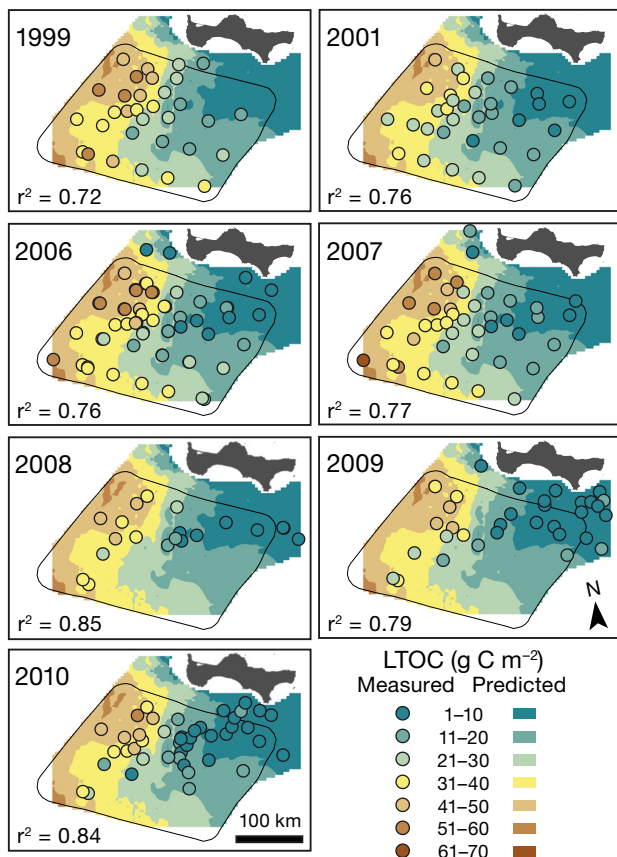 1999
r² = 0.72
2001
r² = 0.76
2006
r² = 0.76
2007
r² = 0.77
2008
r² = 0.85
2009
r² = 0.79
N
2010
r² = 0.84
100 km
LTOC (g C m⁻²)
Measured Predicted
1–10
11–20
21–30
31–40
41–50
51–60
61–70